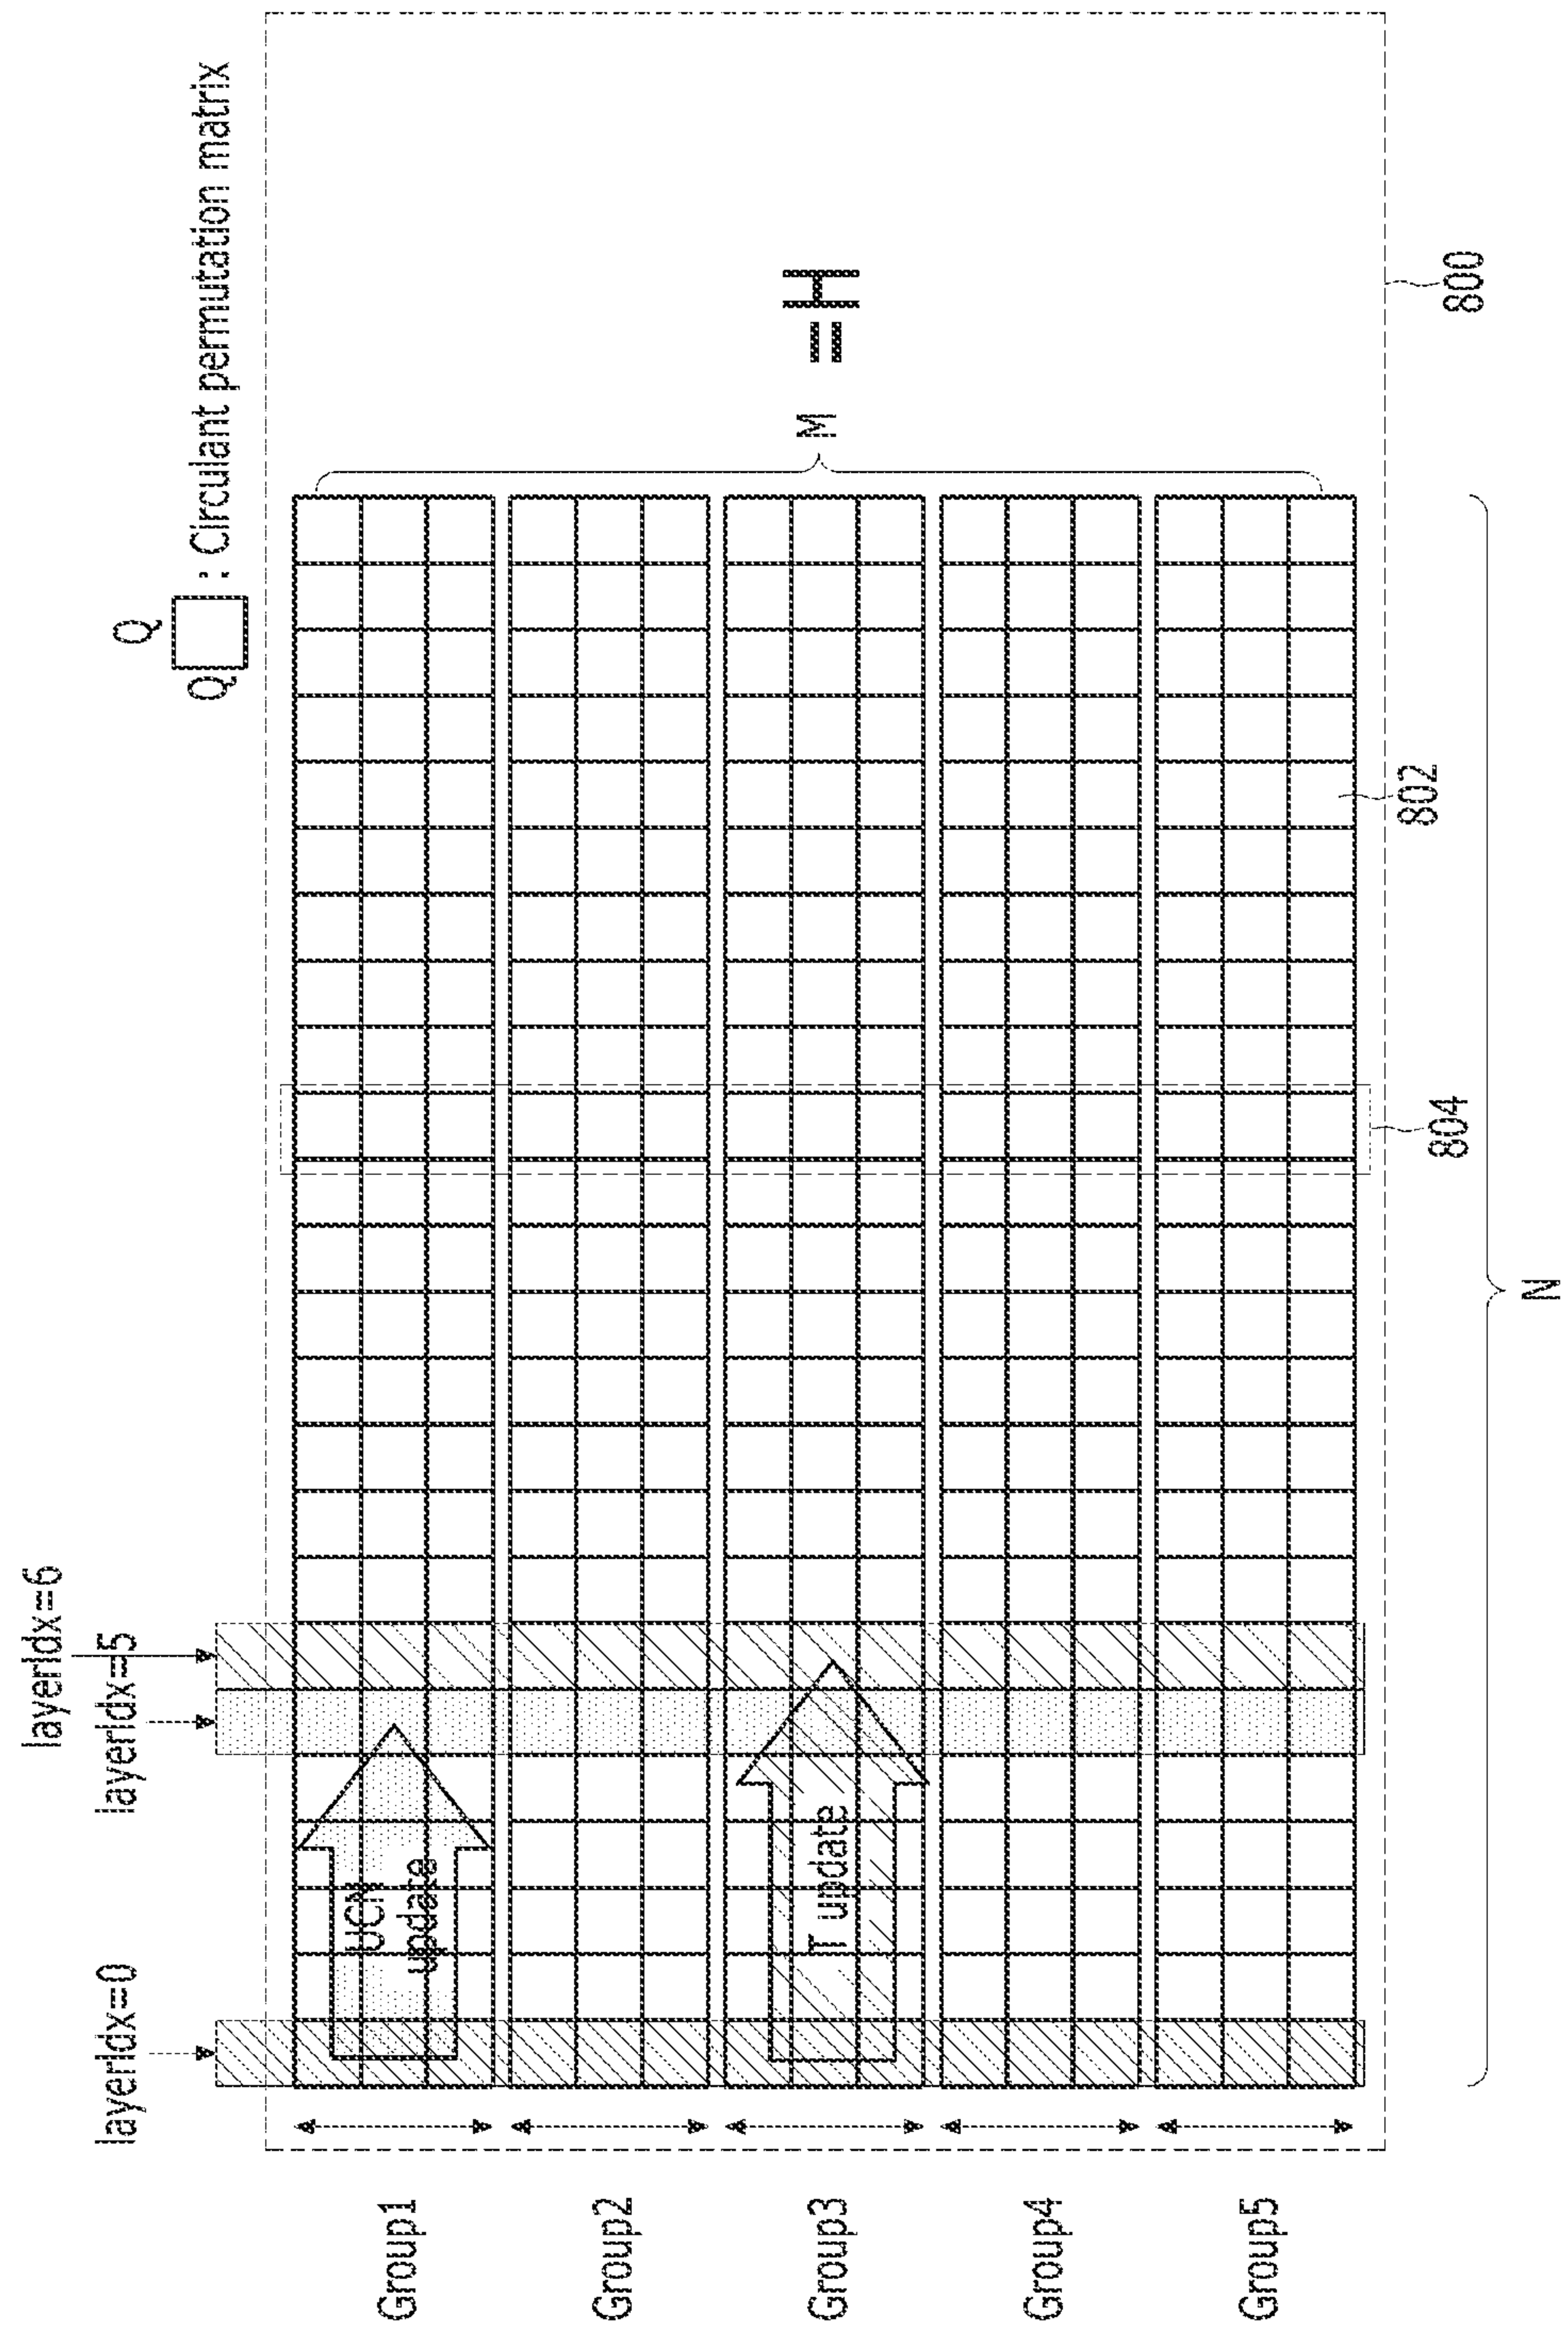 layerIdx=6
layerIdx=0
layerIdx=5
Q
Q
: Circulant permutation matrix
Group1
UCN
update
Group2
Group3
T update
M
=H
Group4
Group5
802
804
800
N